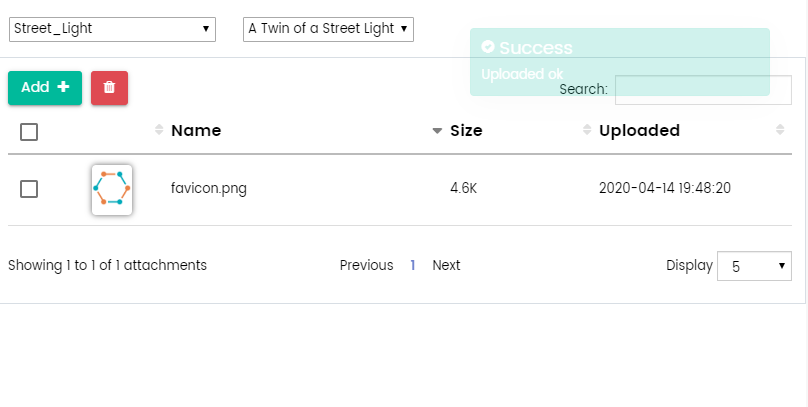 Street_Light A Twin of a Street Light
Success
Uploaded ok
Add
Search:
Name Size Uploaded
favicon.png 4.6K 2020-04-14 19:48:20
Showing 1 to 1 of 1 attachments Previous 1 Next Display 5